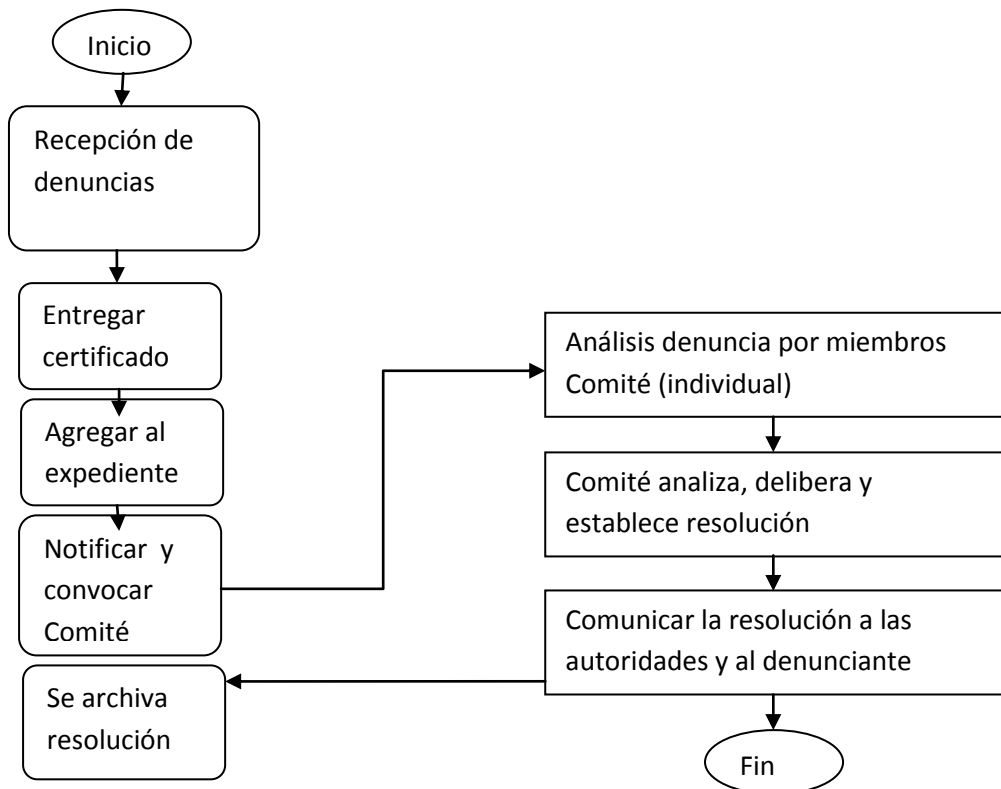 Inicio
Recepción de
denuncias
Entregar
certificado
Agregar al
expediente
Notificar y
convocar
Comité
Análisis denuncia por miembros
Comité (individual)
Comité analiza, delibera y
establece resolución
Comunicar la resolución a las
autoridades y al denunciante
Se archiva
resolución
Fin